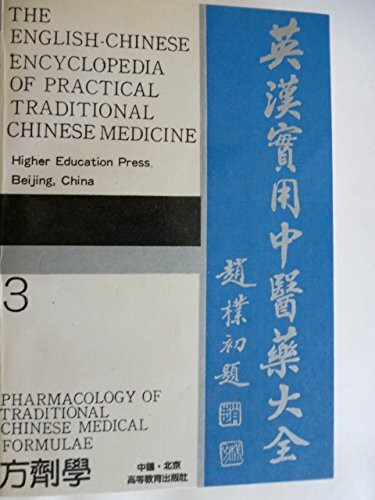 THE
ENGLISH-CHINESE
ENCYCLOPEDIA
OF PRACTICAL
TRADITIONAL
CHINESE MEDICINE
Higher Education Press.
Beijing, China
3
PHARMACOLOGY OF
TRADITIONAL
CHINESE MEDICAL
FORMULAE
方劑學
中國·北京
高等教育出版社
英漢實用中醫藥大全
趙樸初題